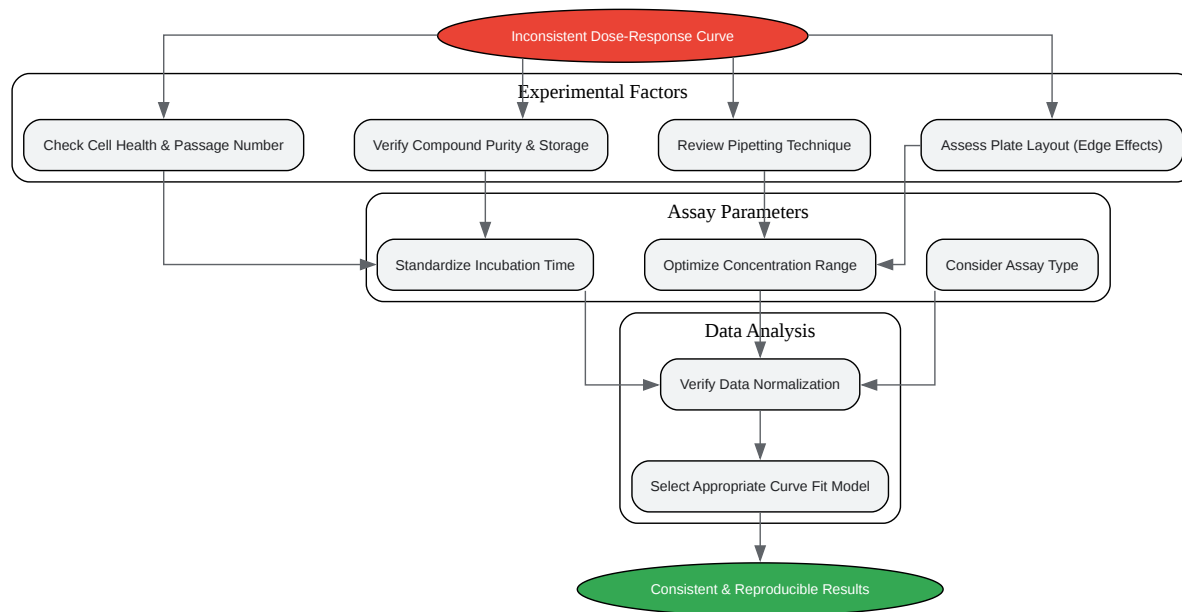 Inconsistent Dose-Response Curve
Experimental Factors
Check Cell Health & Passage Number
Verify Compound Purity & Storage
Review Pipetting Technique
Assess Plate Layout (Edge Effects)
Assay Parameters
Standardize Incubation Time
Optimize Concentration Range
Consider Assay Type
Data Analysis
Verify Data Normalization
Select Appropriate Curve Fit Model
Consistent & Reproducible Results